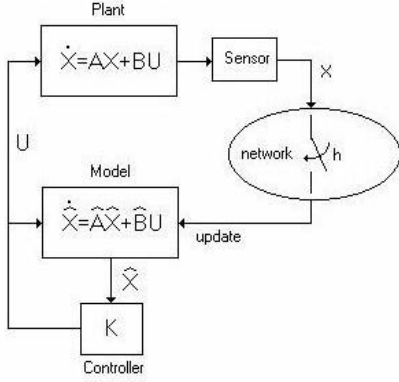 Plant
Ẋ=AX+BU
Sensor
X
network
h
U
Model
X̂̇=ÂX̂+B̂U
update
X̂
K
Controller